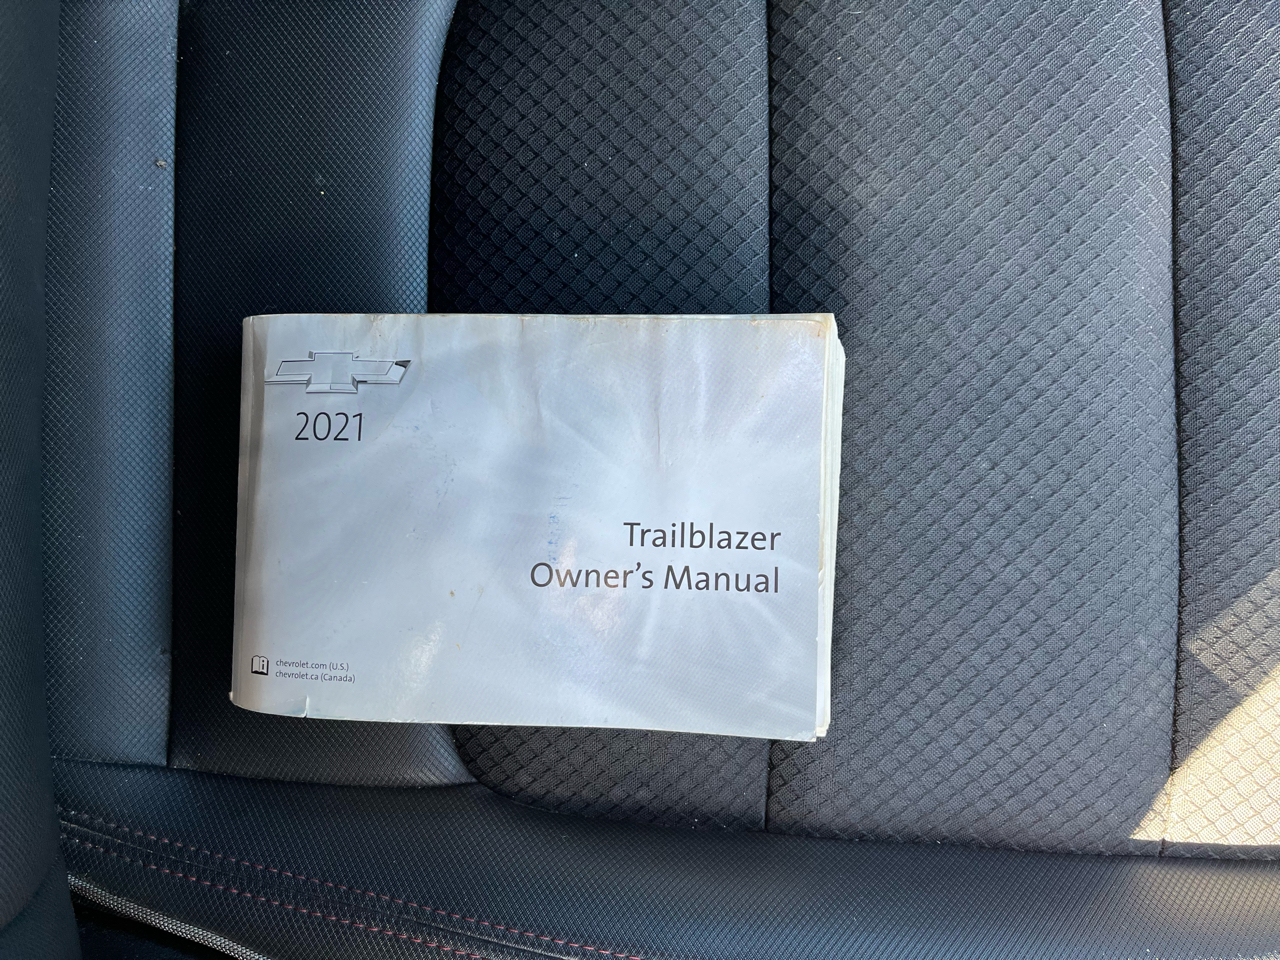 2021
Trailblazer
Owner’s Manual
chevrolet.com (U.S.)
chevrolet.ca (Canada)